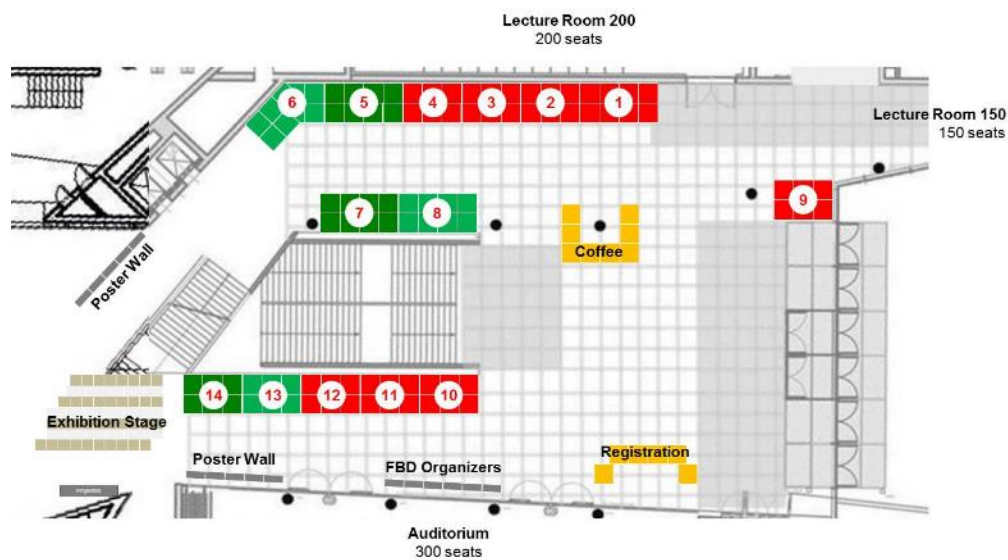 Lecture Room 200
200 seats
6
5
4
3
2
1
Lecture Room 150
150 seats
9
7
8
Coffee
Poster Wall
14
13
12
11
10
Exhibition Stage
Poster Wall
FBD Organizers
Registration
Auditorium
300 seats